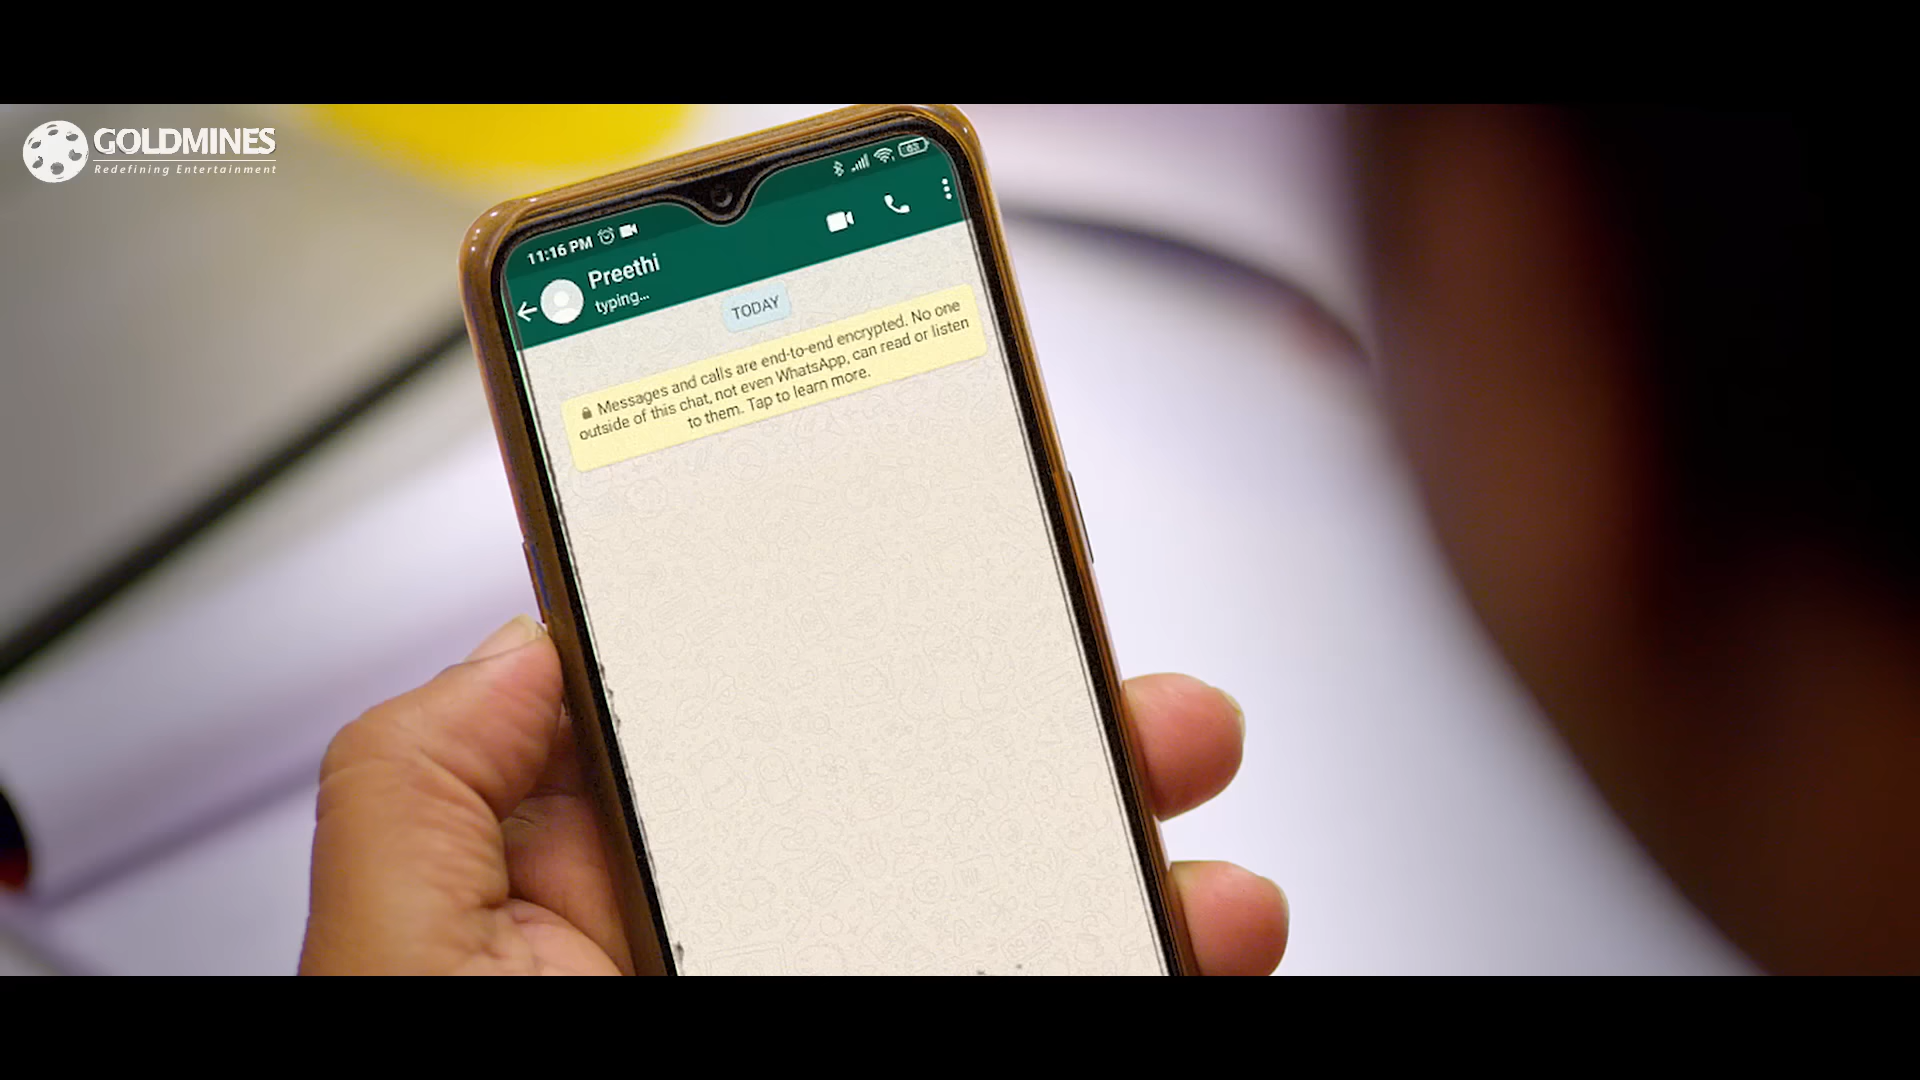 GOLDMINES
Redefining Entertainment
11:16 PM
63
Preethi
typing...
TODAY
Messages and calls are end-to-end encrypted. No one
outside of this chat, not even WhatsApp, can read or listen
to them. Tap to learn more.